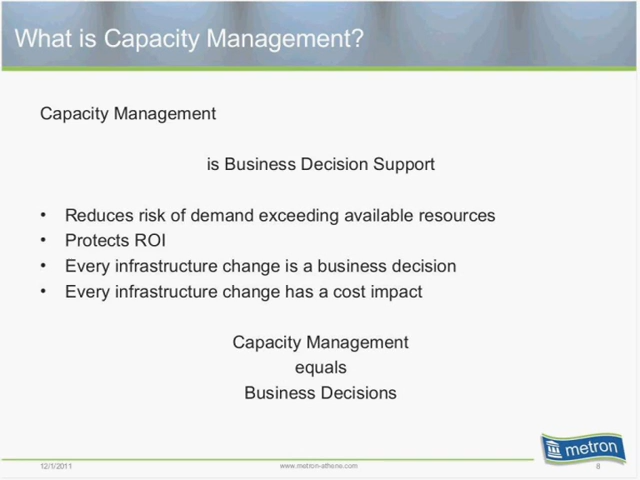 What is Capacity Management?
Capacity Management
is Business Decision Support
• Reduces risk of demand exceeding available resources
• Protects ROI
• Every infrastructure change is a business decision
• Every infrastructure change has a cost impact
Capacity Management
equals
Business Decisions
metron
12/1/2011
www.metron-athene.com
8